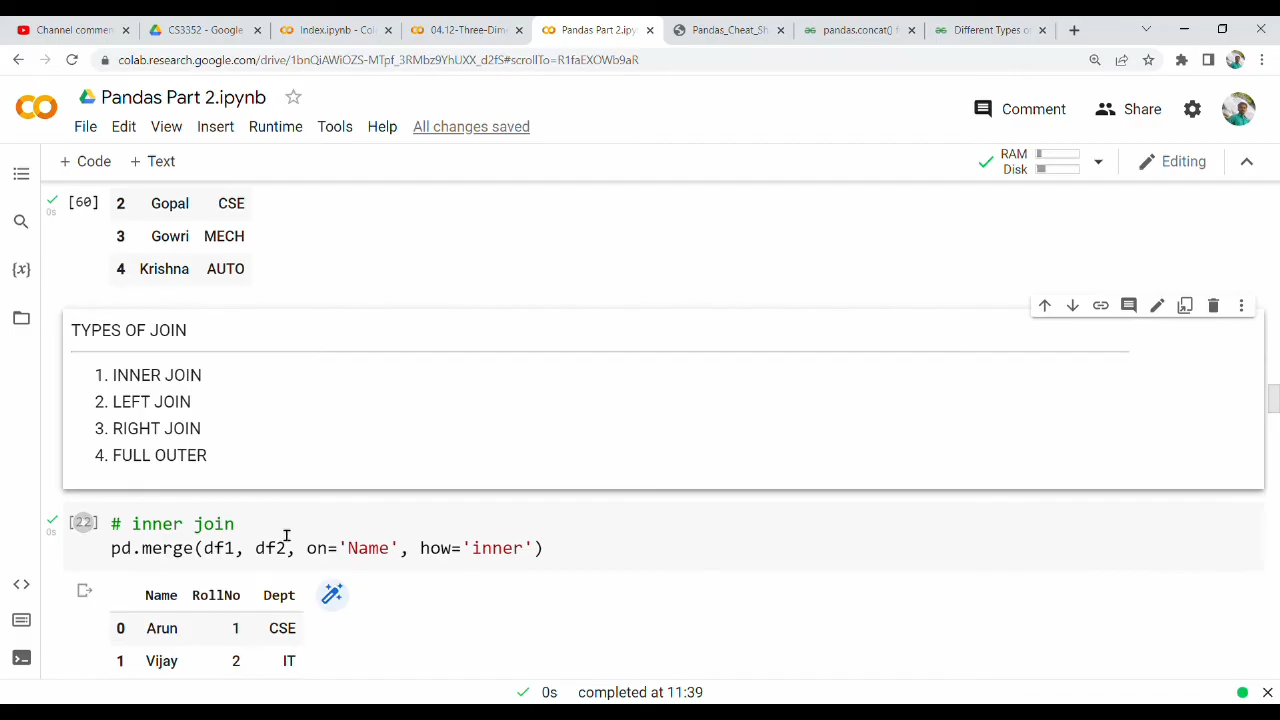 Channel commen
CS3352 - Google
Index.ipynb - Col
04.12-Three-Dime
Pandas Part 2.ipy
Pandas_Cheat_Sh
pandas.concat() f
Different Types o
colab.research.google.com/drive/1bnQiAWiOZS-MTpf_3RMbz9YhUXX_d2fS#scrollTo=R1faEXOWb9aR
Pandas Part 2.ipynb
Comment
Share
File Edit View Insert Runtime Tools Help All changes saved
+ Code + Text
RAM
Disk
Editing
[60] 2 Gopal CSE
0s
3 Gowri MECH
4 Krishna AUTO
TYPES OF JOIN
1. INNER JOIN
2. LEFT JOIN
3. RIGHT JOIN
4. FULL OUTER
[22] # inner join
0s
pd.merge(df1, df2, on='Name', how='inner')
Name RollNo Dept
0 Arun 1 CSE
1 Vijay 2 IT
0s completed at 11:39